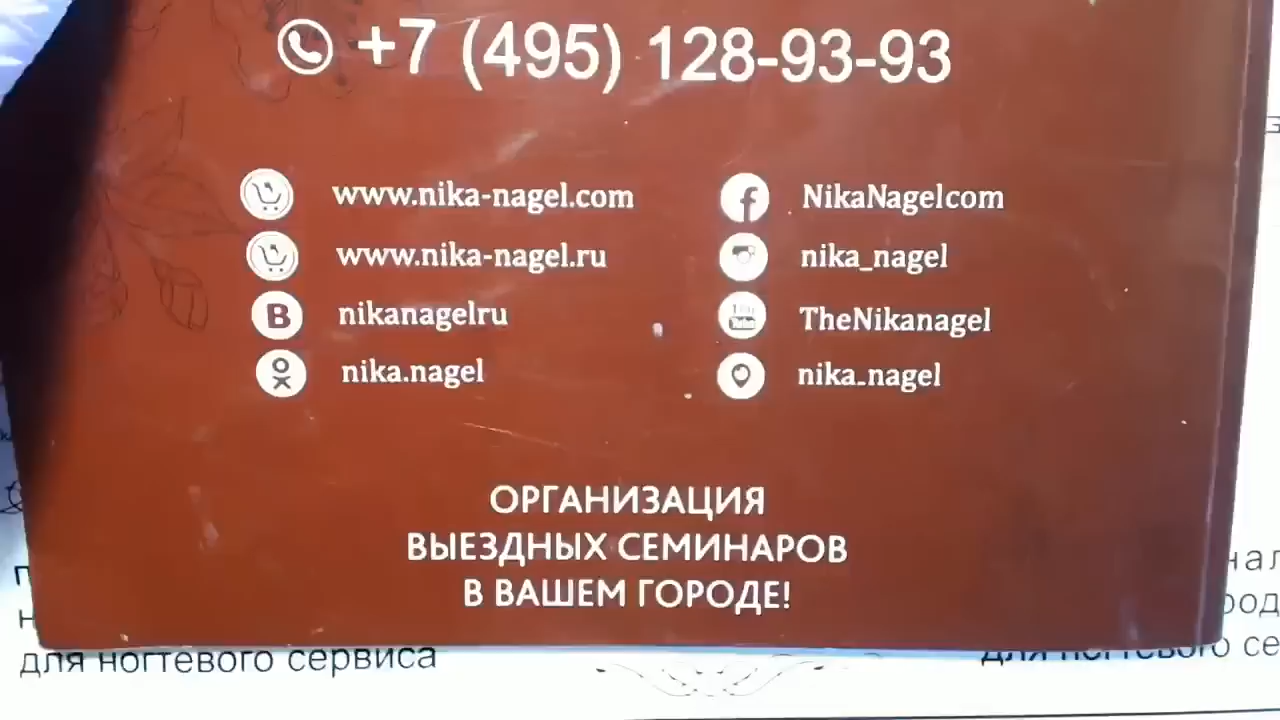 +7 (495) 128-93-93
www.nika-nagel.com
www.nika-nagel.ru
nikanagelru
nika.nagel
NikaNagelcom
nika_nagel
TheNikanagel
nika_nagel
ОРГАНИЗАЦИЯ
ВЫЕЗДНЫХ СЕМИНАРОВ
В ВАШЕМ ГОРОДЕ!
для ногтевого сервиса